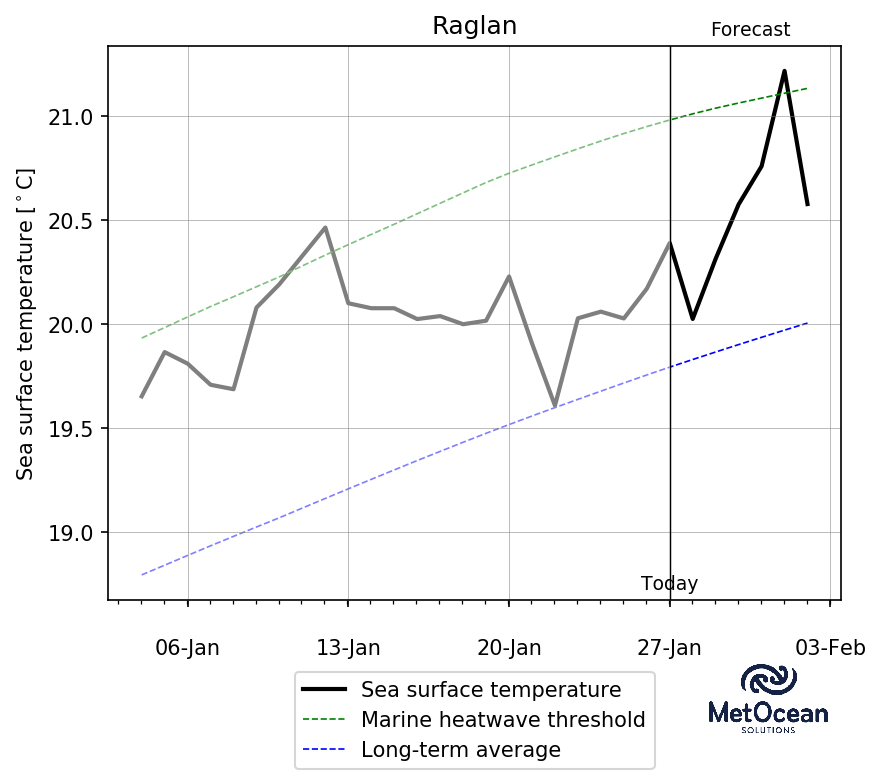 Raglan
Forecast
Sea surface temperature [°C]
21.0
20.5
20.0
19.5
19.0
Today
06-Jan
13-Jan
20-Jan
27-Jan
03-Feb
Sea surface temperature
Marine heatwave threshold
Long-term average
MetOcean
SOLUTIONS